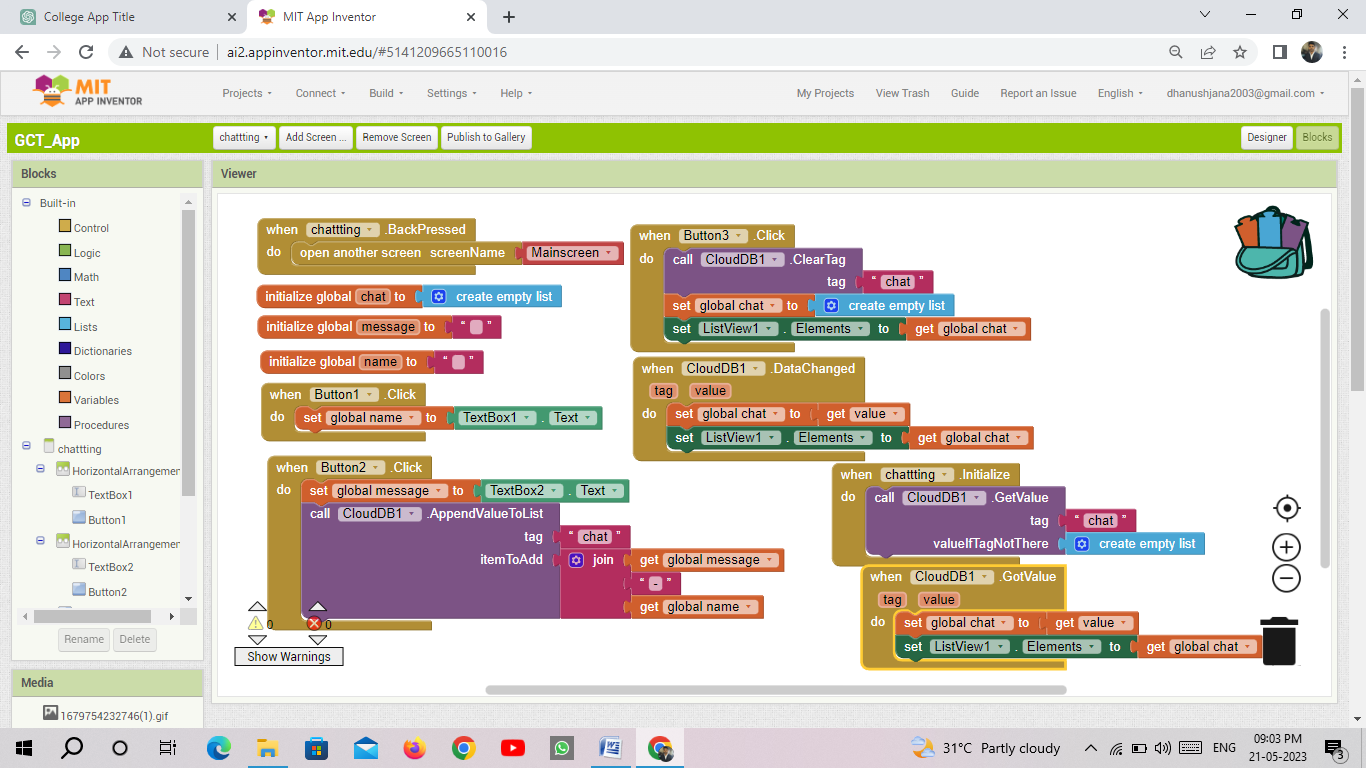 College App Title
MIT App Inventor
Not secure
ai2.appinventor.mit.edu/#5141209665110016
MIT
APP INVENTOR
Projects
Connect
Build
Settings
Help
My Projects
View Trash
Guide
Report an Issue
English
dhanushjana2003@gmail.com
GCT_App
chattting
Add Screen ...
Remove Screen
Publish to Gallery
Designer
Blocks
Blocks
Built-in
Control
Logic
Math
Text
Lists
Dictionaries
Colors
Variables
Procedures
chattting
HorizontalArrangemen
TextBox1
Button1
HorizontalArrangemen
TextBox2
Button2
Rename
Delete
Media
1679754232746(1).gif
Viewer
when chattting .BackPressed
do open another screen screenName Mainscreen
initialize global chat to create empty list
initialize global message to “ ”
initialize global name to “ ”
when Button1 .Click
do set global name to TextBox1 . Text
when Button2 .Click
do set global message to TextBox2 . Text
call CloudDB1 .AppendValueToList
tag “ chat ”
itemToAdd join get global message
“ - ”
get global name
0 0
Show Warnings
when Button3 .Click
do call CloudDB1 .ClearTag
tag “ chat ”
set global chat to create empty list
set ListView1 . Elements to get global chat
when CloudDB1 .DataChanged
tag value
do set global chat to get value
set ListView1 . Elements to get global chat
when chattting .Initialize
do call CloudDB1 .GetValue
tag “ chat ”
valueIfTagNotThere create empty list
when CloudDB1 .GotValue
tag value
do set global chat to get value
set ListView1 . Elements to get global chat
31°C Partly cloudy
ENG
09:03 PM
21-05-2023
3